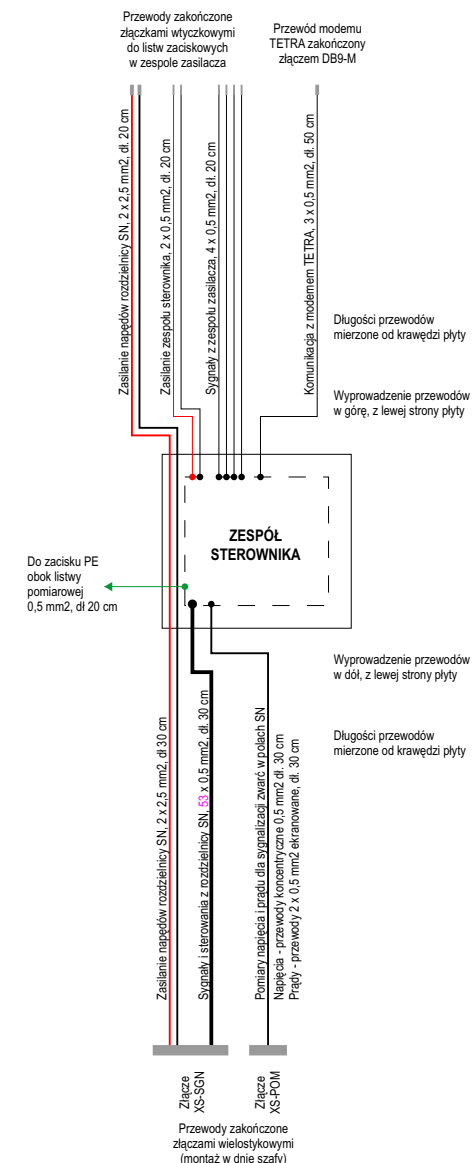 Przewody zakończone
złączkami wtyczkowymi
do listw zaciskowych
w zespole zasilacza
Przewód modemu
TETRA zakończony
złączem DB9-M
Zasilanie napędów rozdzielnicy SN, 2 x 2,5 mm2, dł. 20 cm
Zasilanie zespołu sterownika, 2 x 0,5 mm2, dł. 20 cm
Sygnały z zespołu zasilacza, 4 x 0,5 mm2, dł. 20 cm
Komunikacja z modemem TETRA, 3 x 0,5 mm2, dł. 50 cm
Długości przewodów
mierzone od krawędzi płyty
Wyprowadzenie przewodów
w górę, z lewej strony płyty
ZESPÓŁ
STEROWNIKA
Do zacisku PE
obok listwy
pomiarowej
0,5 mm2, dł 20 cm
Wyprowadzenie przewodów
w dół, z lewej strony płyty
Długości przewodów
mierzone od krawędzi płyty
Zasilanie napędów rozdzielnicy SN, 2 x 2,5 mm2, dł 30 cm
Sygnały i sterowania z rozdzielnicy SN, 53 x 0,5 mm2, dł. 30 cm
Pomiary napięcia i prądu dla sygnalizacji zwarć w polach SN
Napięcia - przewody koncentryczne 0,5 mm2 dł. 30 cm
Prądy - przewody 2 x 0,5 mm2 ekranowane, dł. 30 cm
Złącze
XS-SGN
Złącze
XS-POM
Przewody zakończone
złączami wielostykowymi
(montaż w dnie szafy)